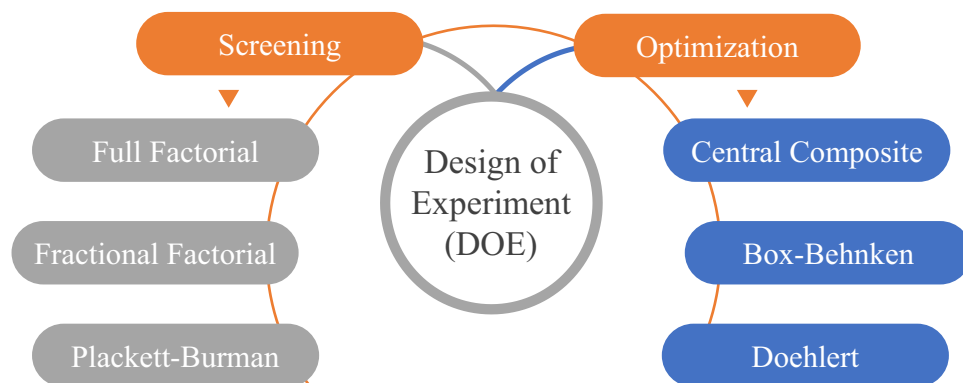 Screening
Optimization
Full Factorial
Central Composite
Design of
Experiment
(DOE)
Fractional Factorial
Box-Behnken
Plackett-Burman
Doehlert